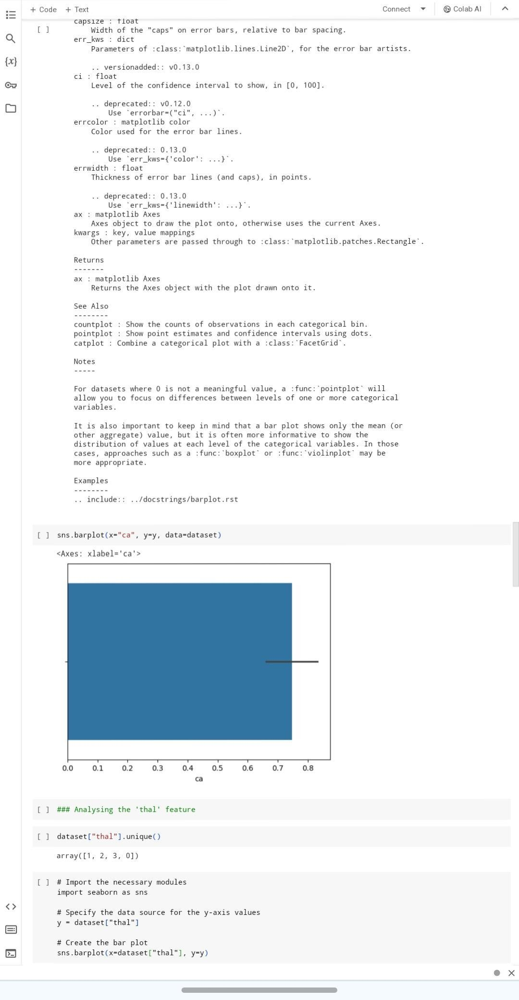 + Code + Text Connect Colab AI
capsize : float
[ ] Width of the "caps" on error bars, relative to bar spacing.
err_kws : dict
Parameters of :class:`matplotlib.lines.Line2D`, for the error bar artists.
.. versionadded:: v0.13.0
{x}
ci : float
Level of the confidence interval to show, in [0, 100].
.. deprecated:: v0.12.0
Use `errorbar=("ci", ...)`.
errcolor : matplotlib color
Color used for the error bar lines.
.. deprecated:: 0.13.0
Use `err_kws={'color': ...}`.
errwidth : float
Thickness of error bar lines (and caps), in points.
.. deprecated:: 0.13.0
Use `err_kws={'linewidth': ...}`.
ax : matplotlib Axes
Axes object to draw the plot onto, otherwise uses the current Axes.
kwargs : key, value mappings
Other parameters are passed through to :class:`matplotlib.patches.Rectangle`.
Returns
-------
ax : matplotlib Axes
Returns the Axes object with the plot drawn onto it.
See Also
--------
countplot : Show the counts of observations in each categorical bin.
pointplot : Show point estimates and confidence intervals using dots.
catplot : Combine a categorical plot with a :class:`FacetGrid`.
Notes
-----
For datasets where 0 is not a meaningful value, a :func:`pointplot` will
allow you to focus on differences between levels of one or more categorical
variables.
It is also important to keep in mind that a bar plot shows only the mean (or
other aggregate) value, but it is often more informative to show the
distribution of values at each level of the categorical variables. In those
cases, approaches such as a :func:`boxplot` or :func:`violinplot` may be
more appropriate.
Examples
--------
.. include:: ../docstrings/barplot.rst
[ ] sns.barplot(x="ca", y=y, data=dataset)
<Axes: xlabel='ca'>
0.0 0.1 0.2 0.3 0.4 0.5 0.6 0.7 0.8
ca
[ ] ### Analysing the 'thal' feature
[ ] dataset["thal"].unique()
array([1, 2, 3, 0])
[ ] # Import the necessary modules
import seaborn as sns
# Specify the data source for the y-axis values
y = dataset["thal"]
# Create the bar plot
sns.barplot(x=dataset["thal"], y=y)